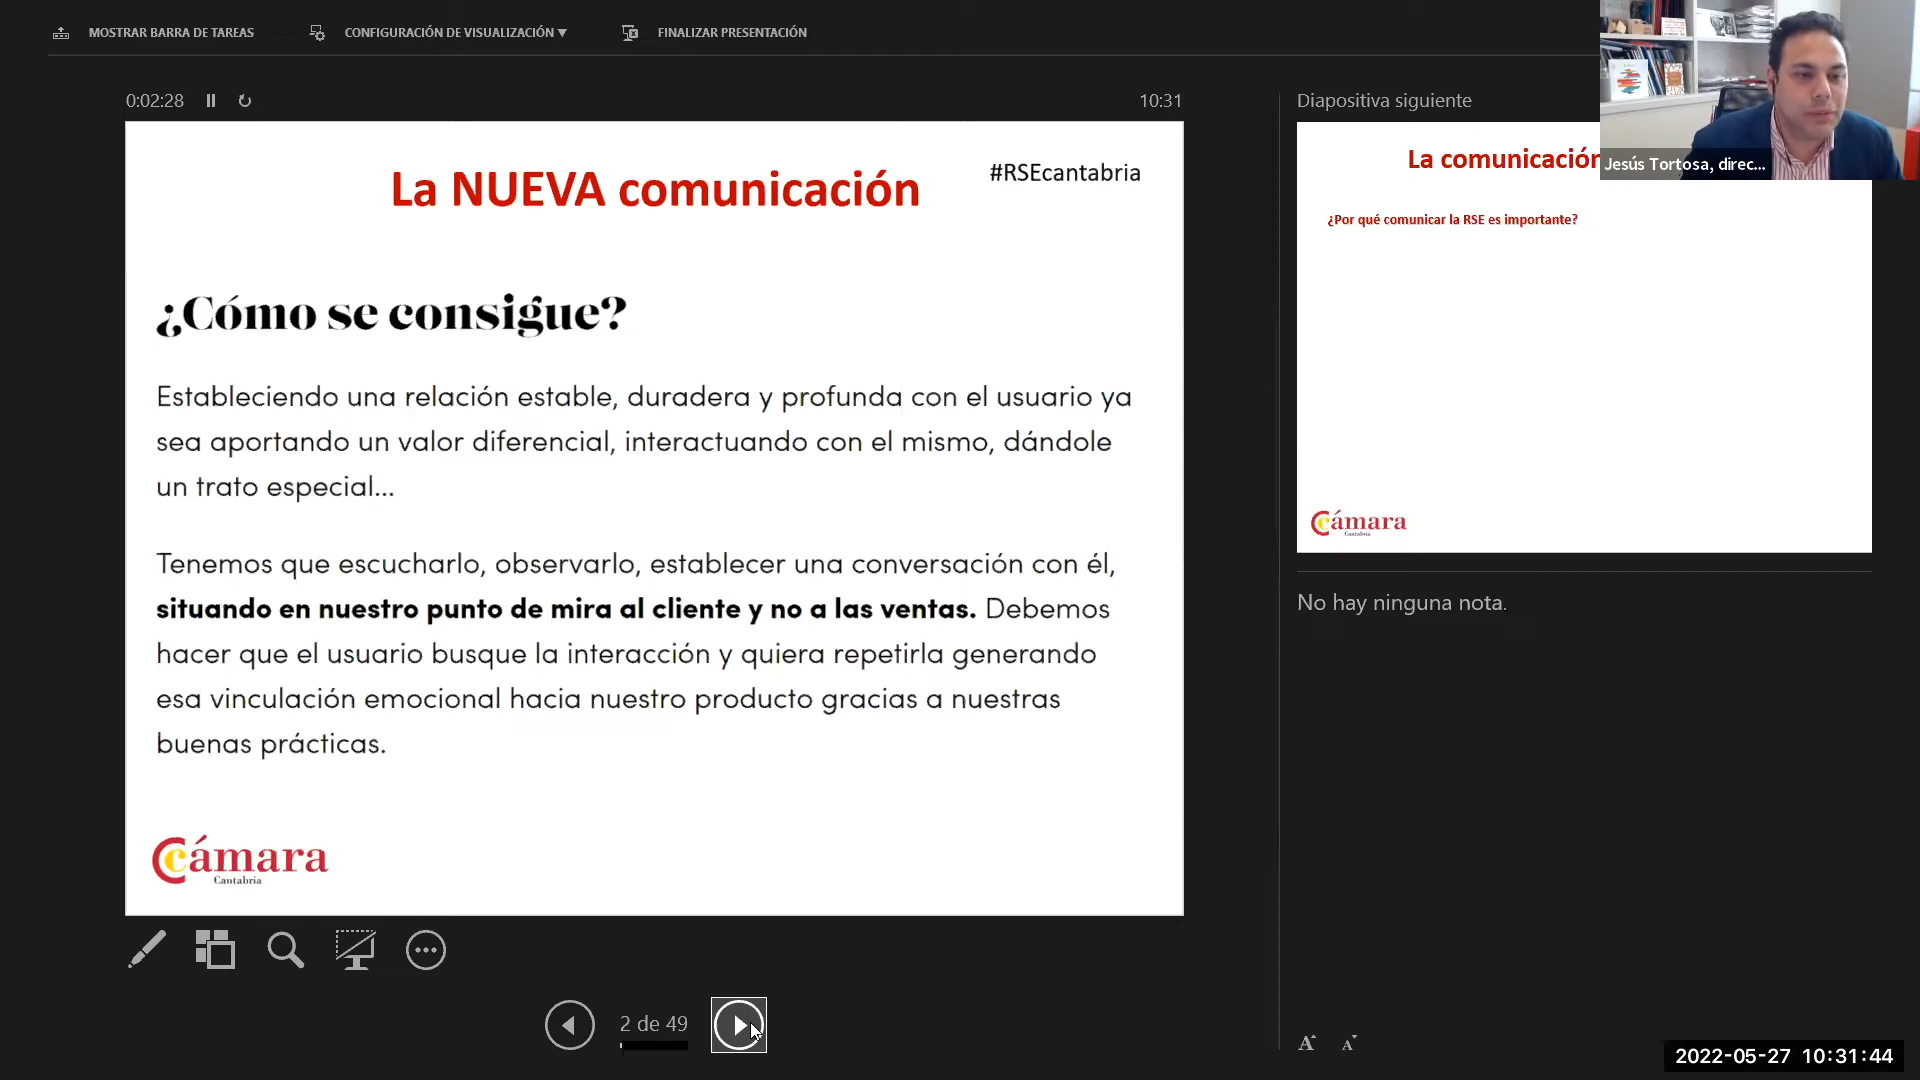 MOSTRAR BARRA DE TAREAS
CONFIGURACIÓN DE VISUALIZACIÓN ▼
FINALIZAR PRESENTACIÓN
0:02:28
10:31
La NUEVA comunicación
#RSEcantabria
¿Cómo se consigue?
Estableciendo una relación estable, duradera y profunda con el usuario ya
sea aportando un valor diferencial, interactuando con el mismo, dándole
un trato especial...
Tenemos que escucharlo, observarlo, establecer una conversación con él,
situando en nuestro punto de mira al cliente y no a las ventas. Debemos
hacer que el usuario busque la interacción y quiera repetirla generando
esa vinculación emocional hacia nuestro producto gracias a nuestras
buenas prácticas.
Cámara
Cantabria
2 de 49
Diapositiva siguiente
La comunicación
Jesús Tortosa, direc...
¿Por qué comunicar la RSE es importante?
Cámara
Cantabria
No hay ninguna nota.
A A
2022-05-27 10:31:44